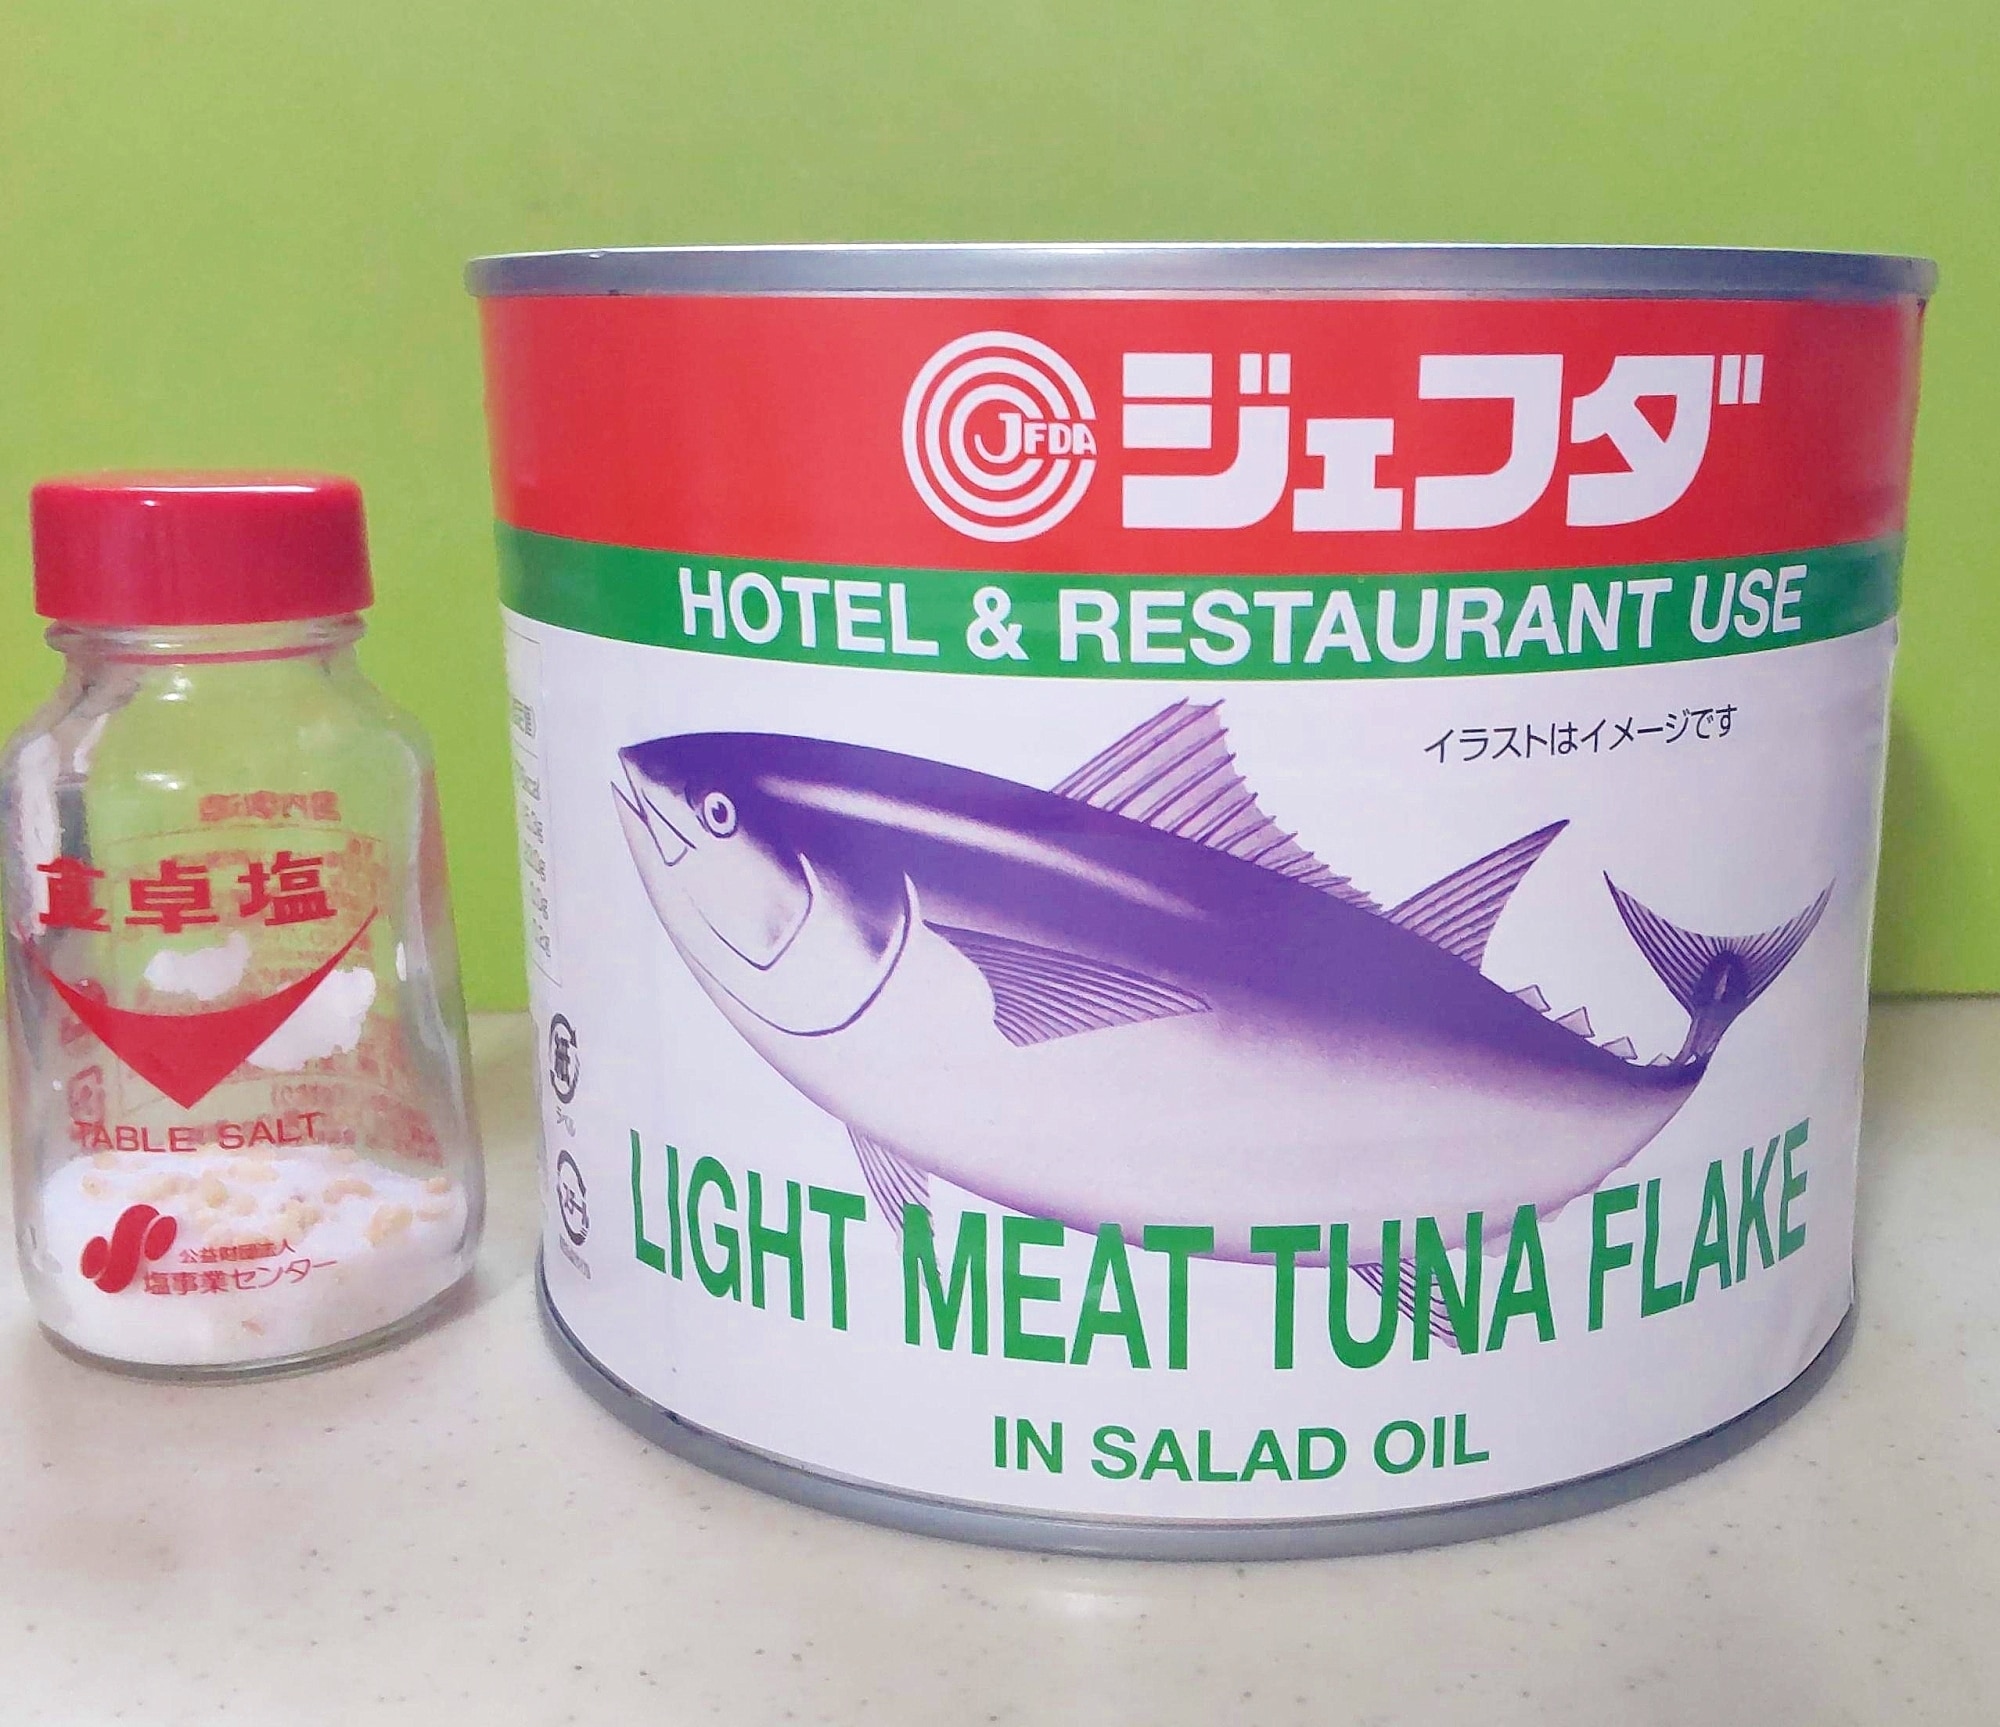 食卓塩
TABLE SALT
公益財団法人
塩事業センター
JFDA
ジェフダ
HOTEL & RESTAURANT USE
イラストはイメージです
LIGHT MEAT TUNA FLAKE
IN SALAD OIL